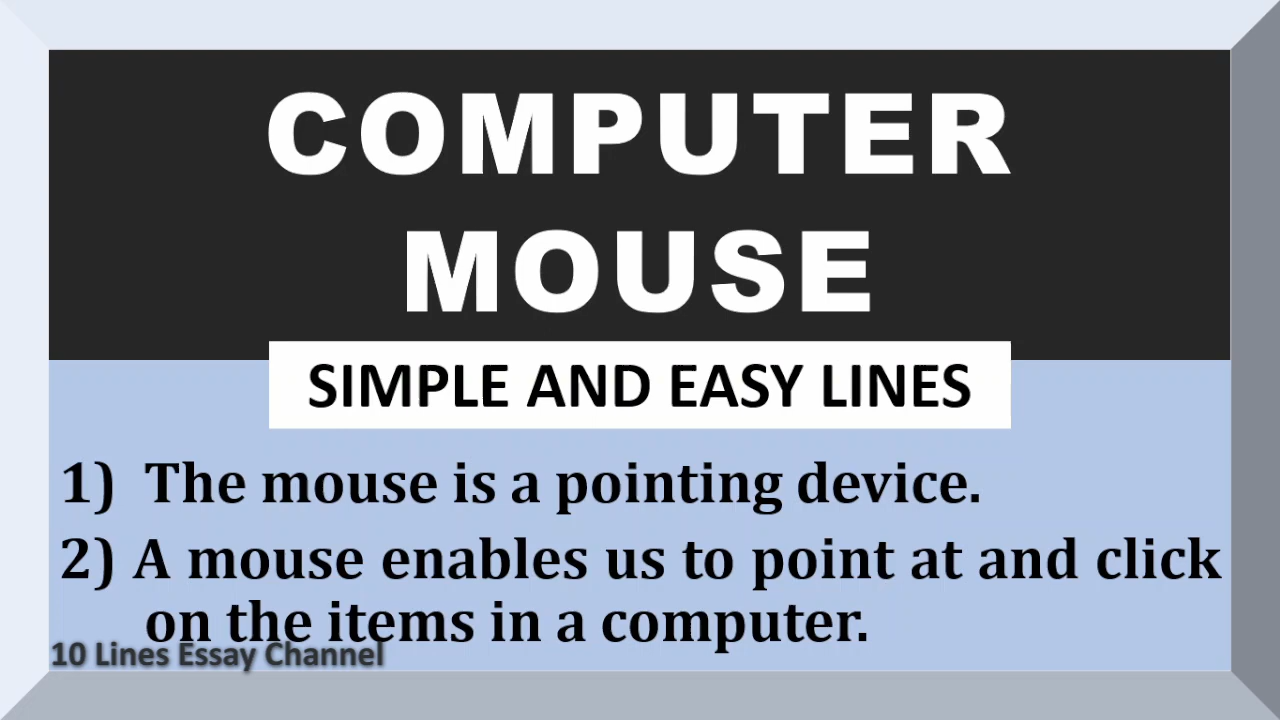 COMPUTER
MOUSE
SIMPLE AND EASY LINES
1) The mouse is a pointing device.
2) A mouse enables us to point at and click
on the items in a computer.
10 Lines Essay Channel